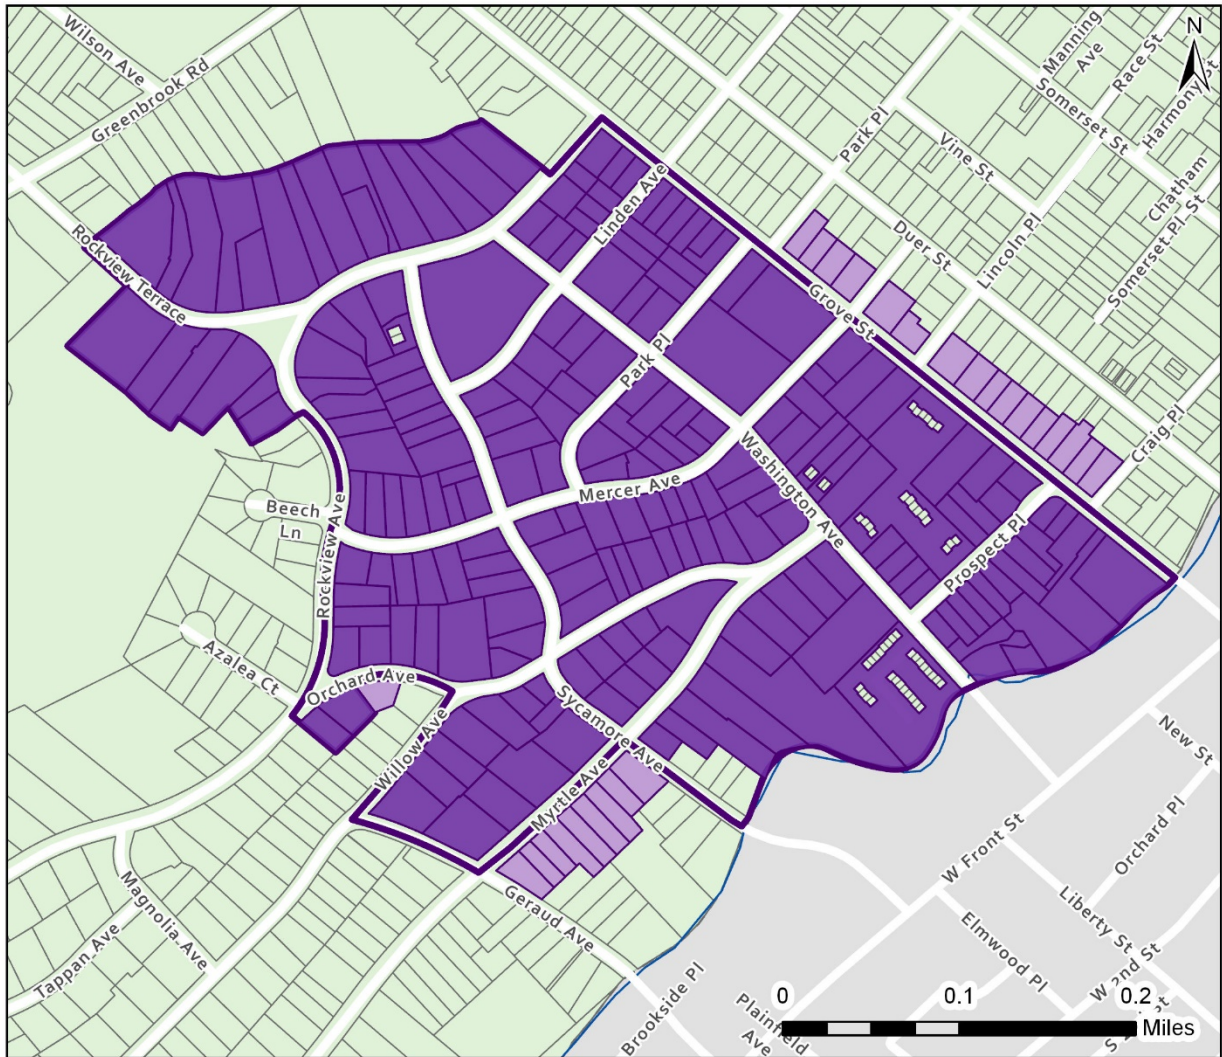 Wilson Ave
Greenbrook Rd
Manning
Ave
Race St
Harmony St
N
Somerset St
Park Pl
Vine St
Chatham
Somerset Pl St
Lincoln Pl
Duer St
Linden Ave
Rockview Terrace
Grove St
Park Pl
Craig Pl
Washington Ave
Mercer Ave
Beech
Ln
Rockview Ave
Prospect Pl
Azalea Ct
Orchard Ave
Sycamore Ave
Willow Ave
Myrtle Ave
New St
Orchard Pl
W Front St
Liberty St
Magnolia Ave
Tappan Ave
Geraud Ave
Elmwood Pl
W 2nd St
Brookside Pl
Plainfield
Ave
0
0.1
0.2
Miles